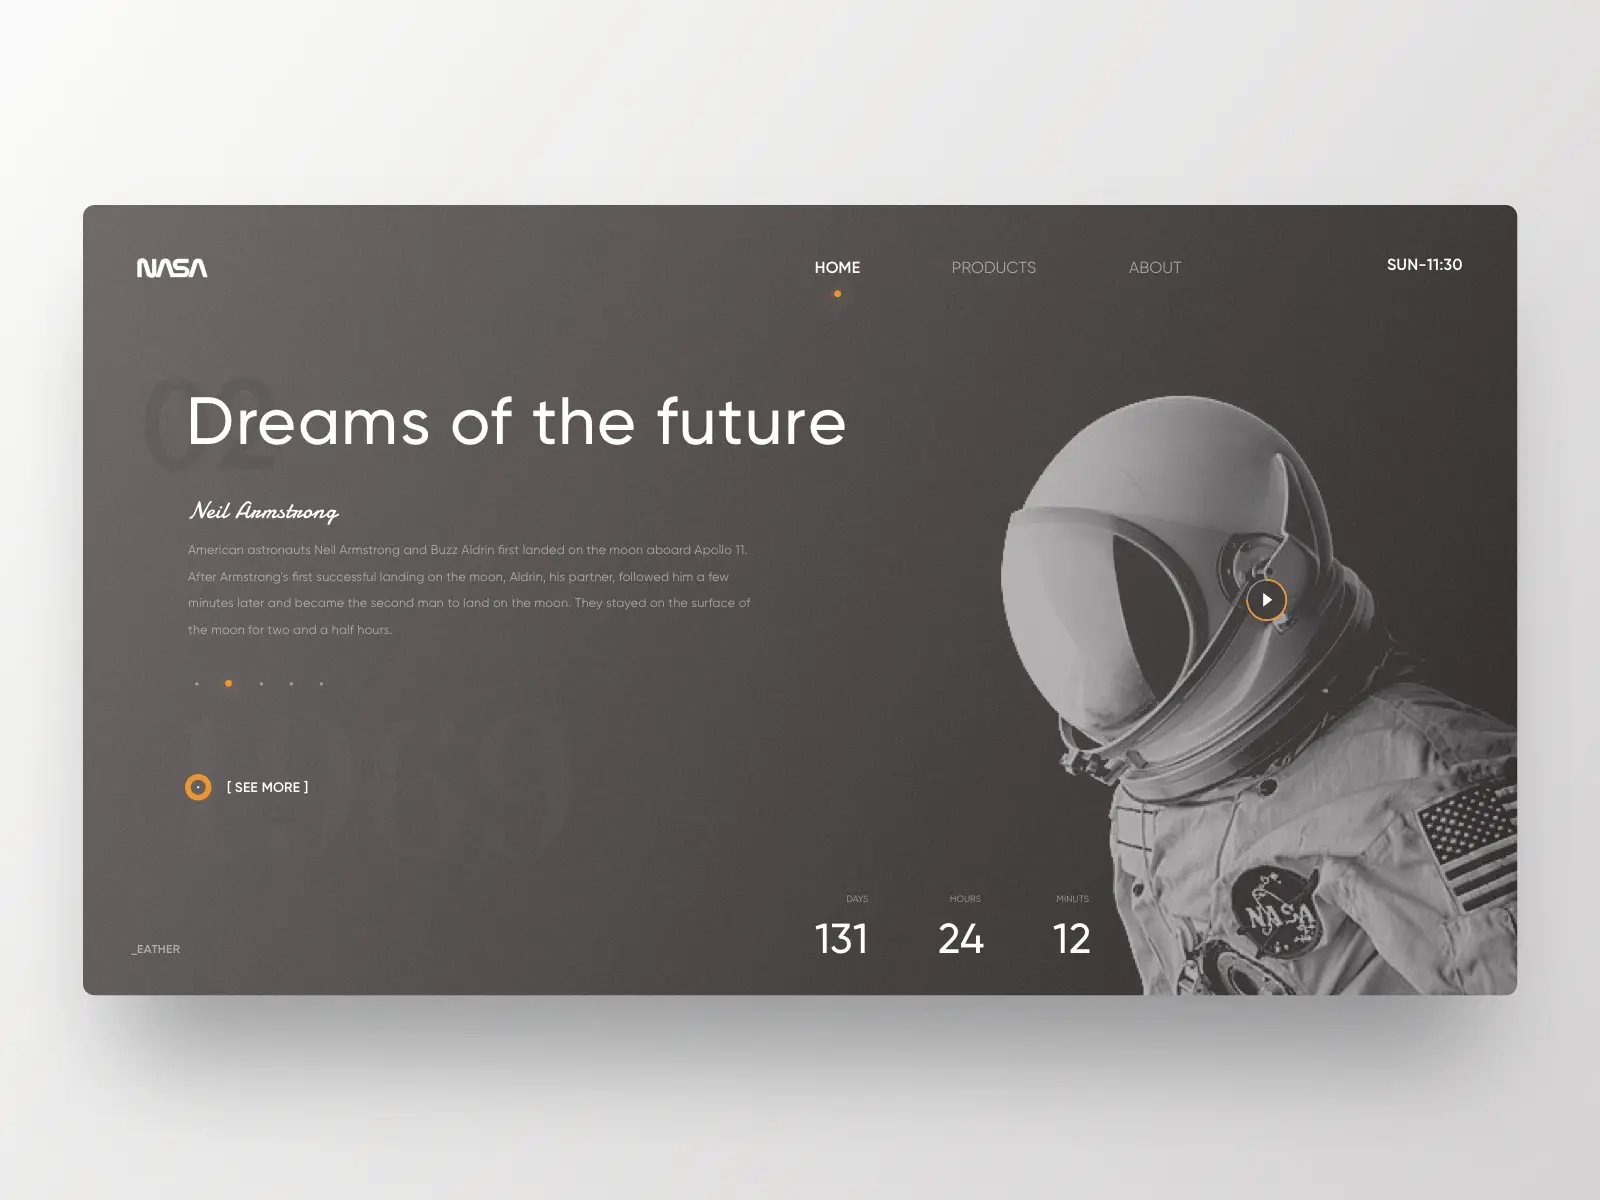 NASA
HOME
PRODUCTS
ABOUT
SUN-11:30
02
Dreams of the future
Neil Armstrong
American astronauts Neil Armstrong and Buzz Aldrin first landed on the moon aboard Apollo 11.
After Armstrong's first successful landing on the moon, Aldrin, his partner, followed him a few
minutes later and became the second man to land on the moon. They stayed on the surface of
the moon for two and a half hours.
1969
[ SEE MORE ]
DAYS
HOURS
MINUTS
131
24
12
NASA
_EATHER